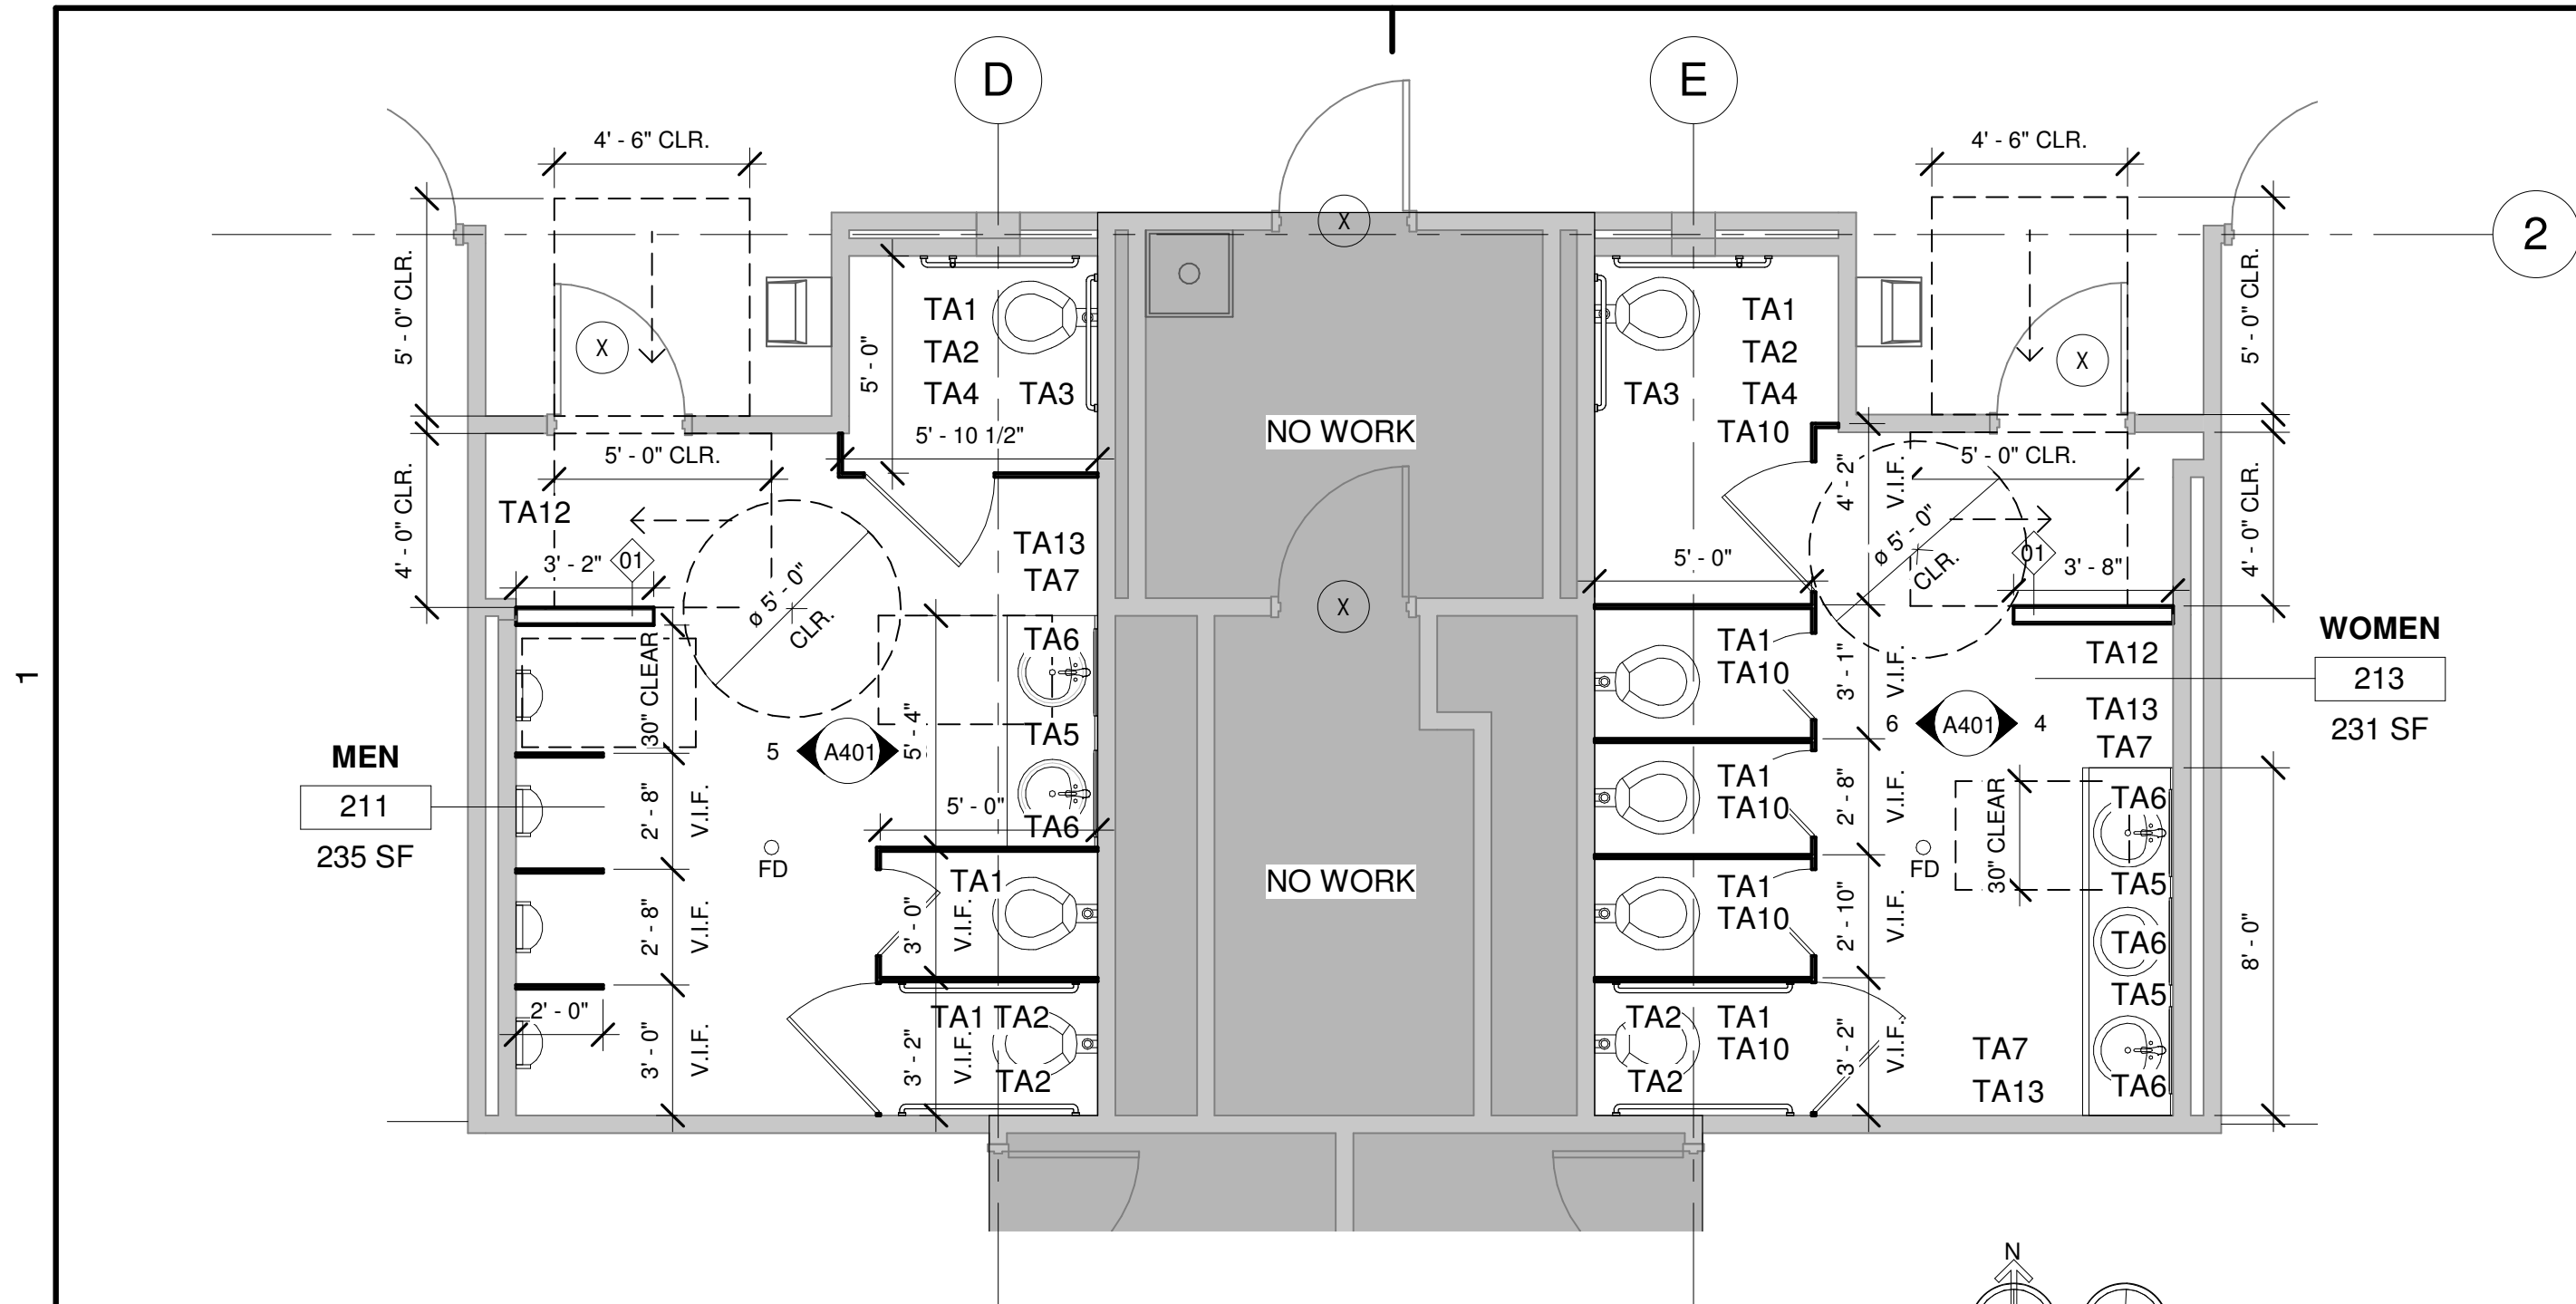 D
E
4' - 6" CLR.
4' - 6" CLR.
X
2
5' - 0" CLR.
X
5' - 0"
TA1
TA2
TA4
TA3
TA1
TA2
TA3
TA4
TA10
X
5' - 0" CLR.
NO WORK
5' - 10 1/2"
5' - 0" CLR.
5' - 0" CLR.
4' - 2"
V.I.F.
4' - 0" CLR.
TA12
3' - 2"
01
ø 5' - 0"
CLR.
TA13
TA7
X
5' - 0"
ø 5' - 0"
CLR.
01
3' - 8"
4' - 0" CLR.
30" CLEAR
TA6
TA1
TA10
3' - 1"
V.I.F.
TA12
WOMEN
213
231 SF
1
MEN
211
235 SF
5
A401
5' - 4"
TA5
6
A401
4
TA13
TA7
2' - 8"
V.I.F.
5' - 0"
TA6
TA1
TA10
2' - 8"
V.I.F.
30" CLEAR
TA6
FD
FD
TA1
NO WORK
TA1
TA10
TA5
2' - 8"
V.I.F.
3' - 0"
V.I.F.
2' - 10"
V.I.F.
TA6
8' - 0"
2' - 0"
TA5
3' - 0"
V.I.F.
3' - 2"
V.I.F.
TA1
TA2
TA2
TA2
TA1
TA10
TA2
3' - 2"
V.I.F.
TA7
TA13
TA6
N